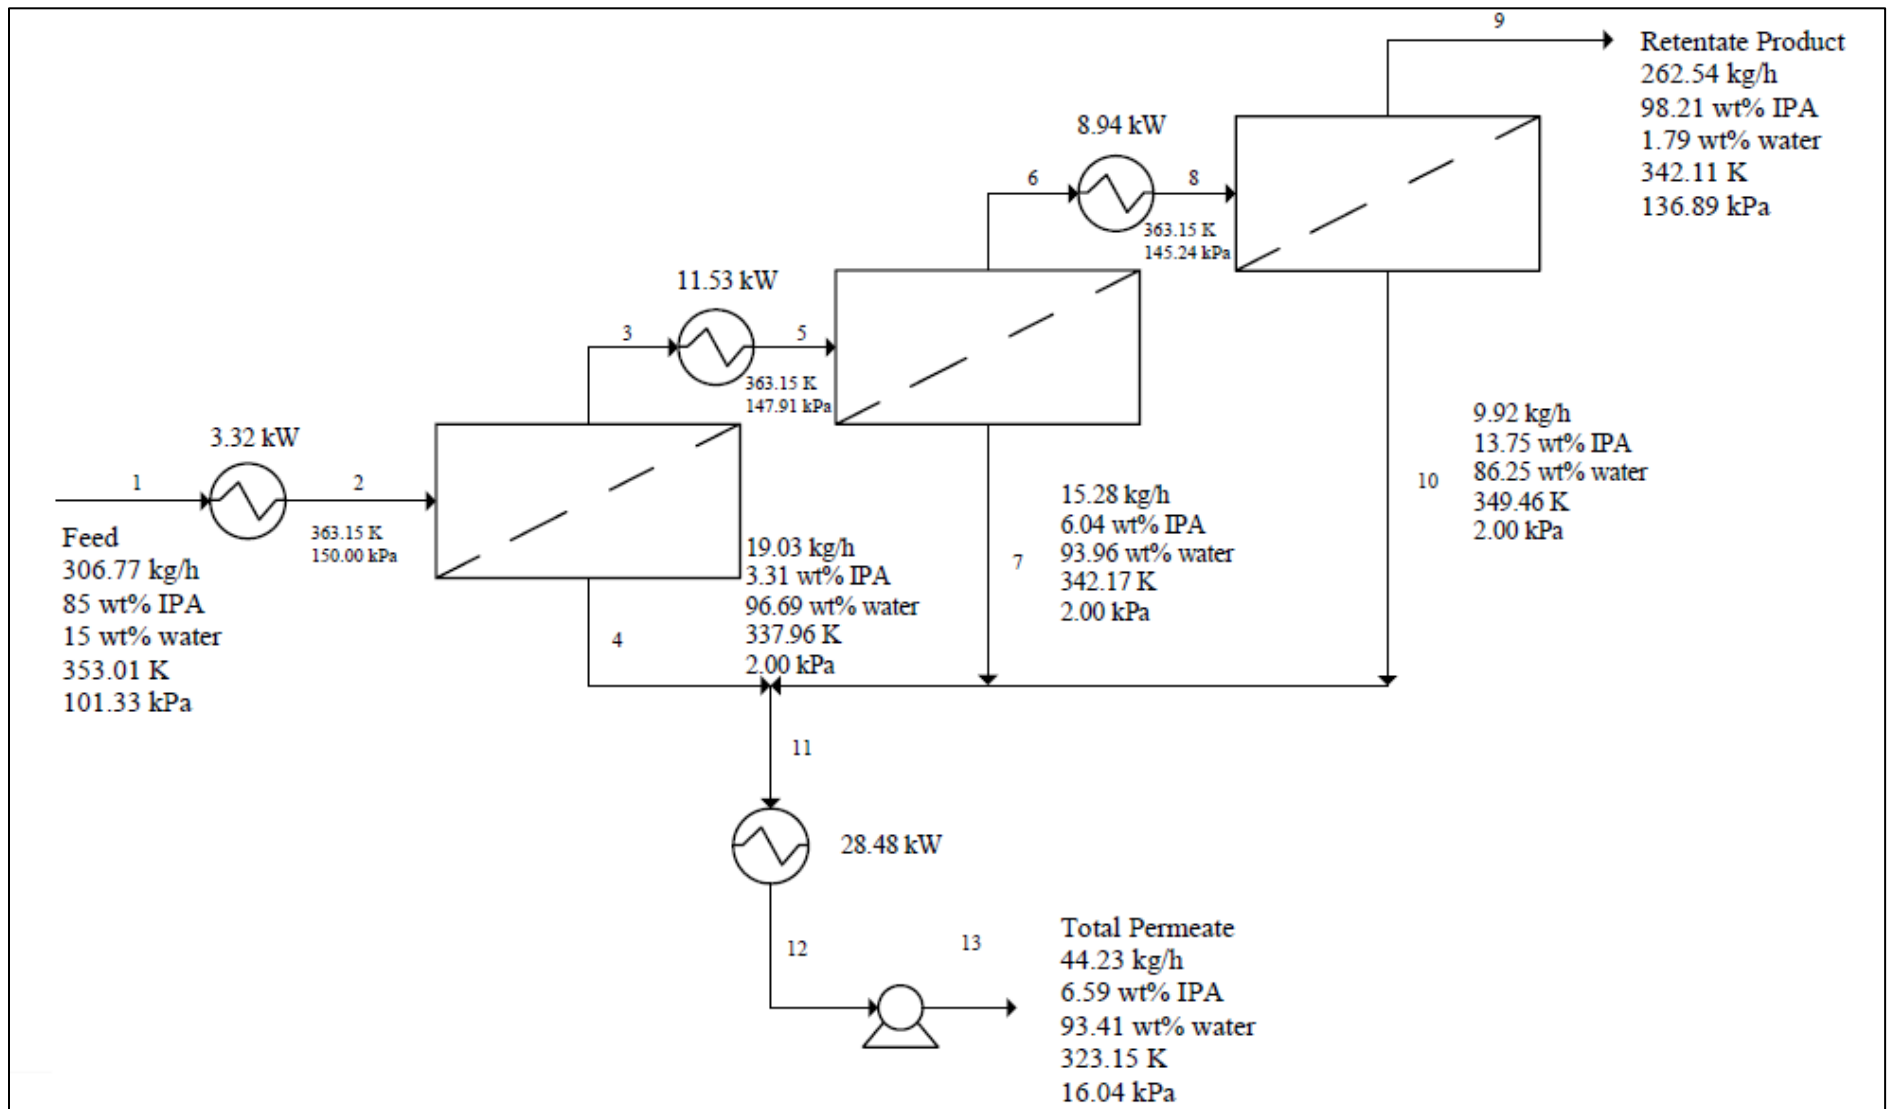 9
Retentate Product
262.54 kg/h
98.21 wt% IPA
1.79 wt% water
342.11 K
136.89 kPa
8.94 kW
6
8
363.15 K
145.24 kPa
11.53 kW
3
5
363.15 K
147.91 kPa
3.32 kW
1
2
363.15 K
150.00 kPa
Feed
306.77 kg/h
85 wt% IPA
15 wt% water
353.01 K
101.33 kPa
19.03 kg/h
3.31 wt% IPA
96.69 wt% water
337.96 K
2.00 kPa
4
15.28 kg/h
6.04 wt% IPA
93.96 wt% water
342.17 K
2.00 kPa
7
9.92 kg/h
13.75 wt% IPA
86.25 wt% water
349.46 K
2.00 kPa
10
11
28.48 kW
12
13
Total Permeate
44.23 kg/h
6.59 wt% IPA
93.41 wt% water
323.15 K
16.04 kPa